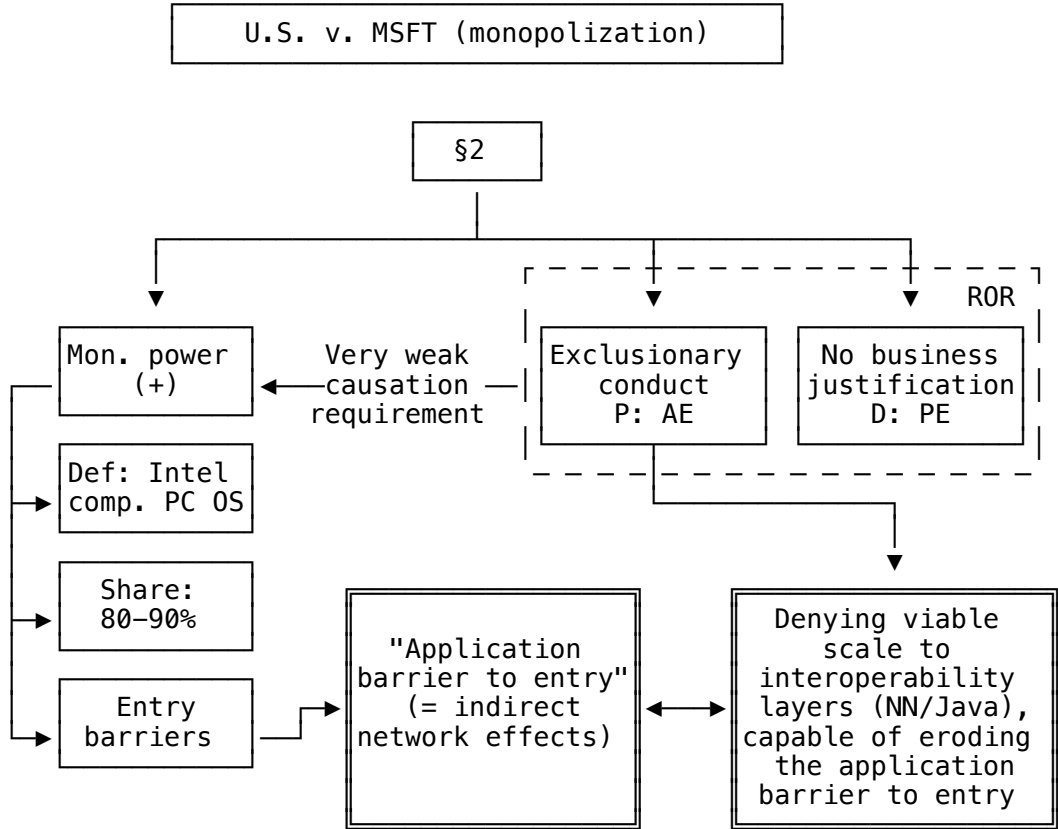 U.S. v. MSFT (monopolization)
§2
ROR
Mon. power
(+)
Very weak
causation
requirement
Exclusionary
conduct
P: AE
No business
justification
D: PE
Def: Intel
comp. PC OS
Share:
80–90%
Entry
barriers
"Application
barrier to entry"
(= indirect
network effects)
Denying viable
scale to
interoperability
layers (NN/Java),
capable of eroding
the application
barrier to entry